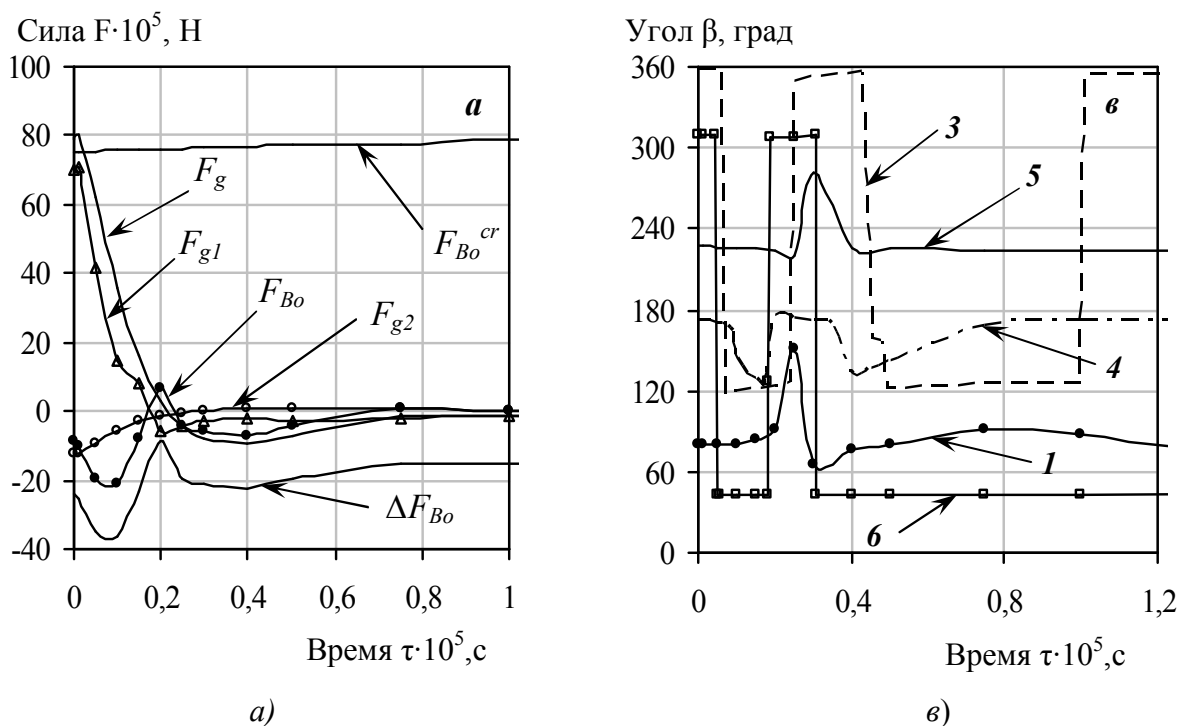 Сила F·10⁵, Н
100
80
60
40
20
0
-20
-40
а
F_g
F_g1
F_Bo
F_g2
F_Bo^cr
ΔF_Bo
0 0,2 0,4 0,6 0,8 1
Время τ·10⁵,с
а)
Угол β, град
360
300
240
180
120
60
0
в
3
5
4
1
6
0 0,4 0,8 1,2
Время τ·10⁵,с
в)